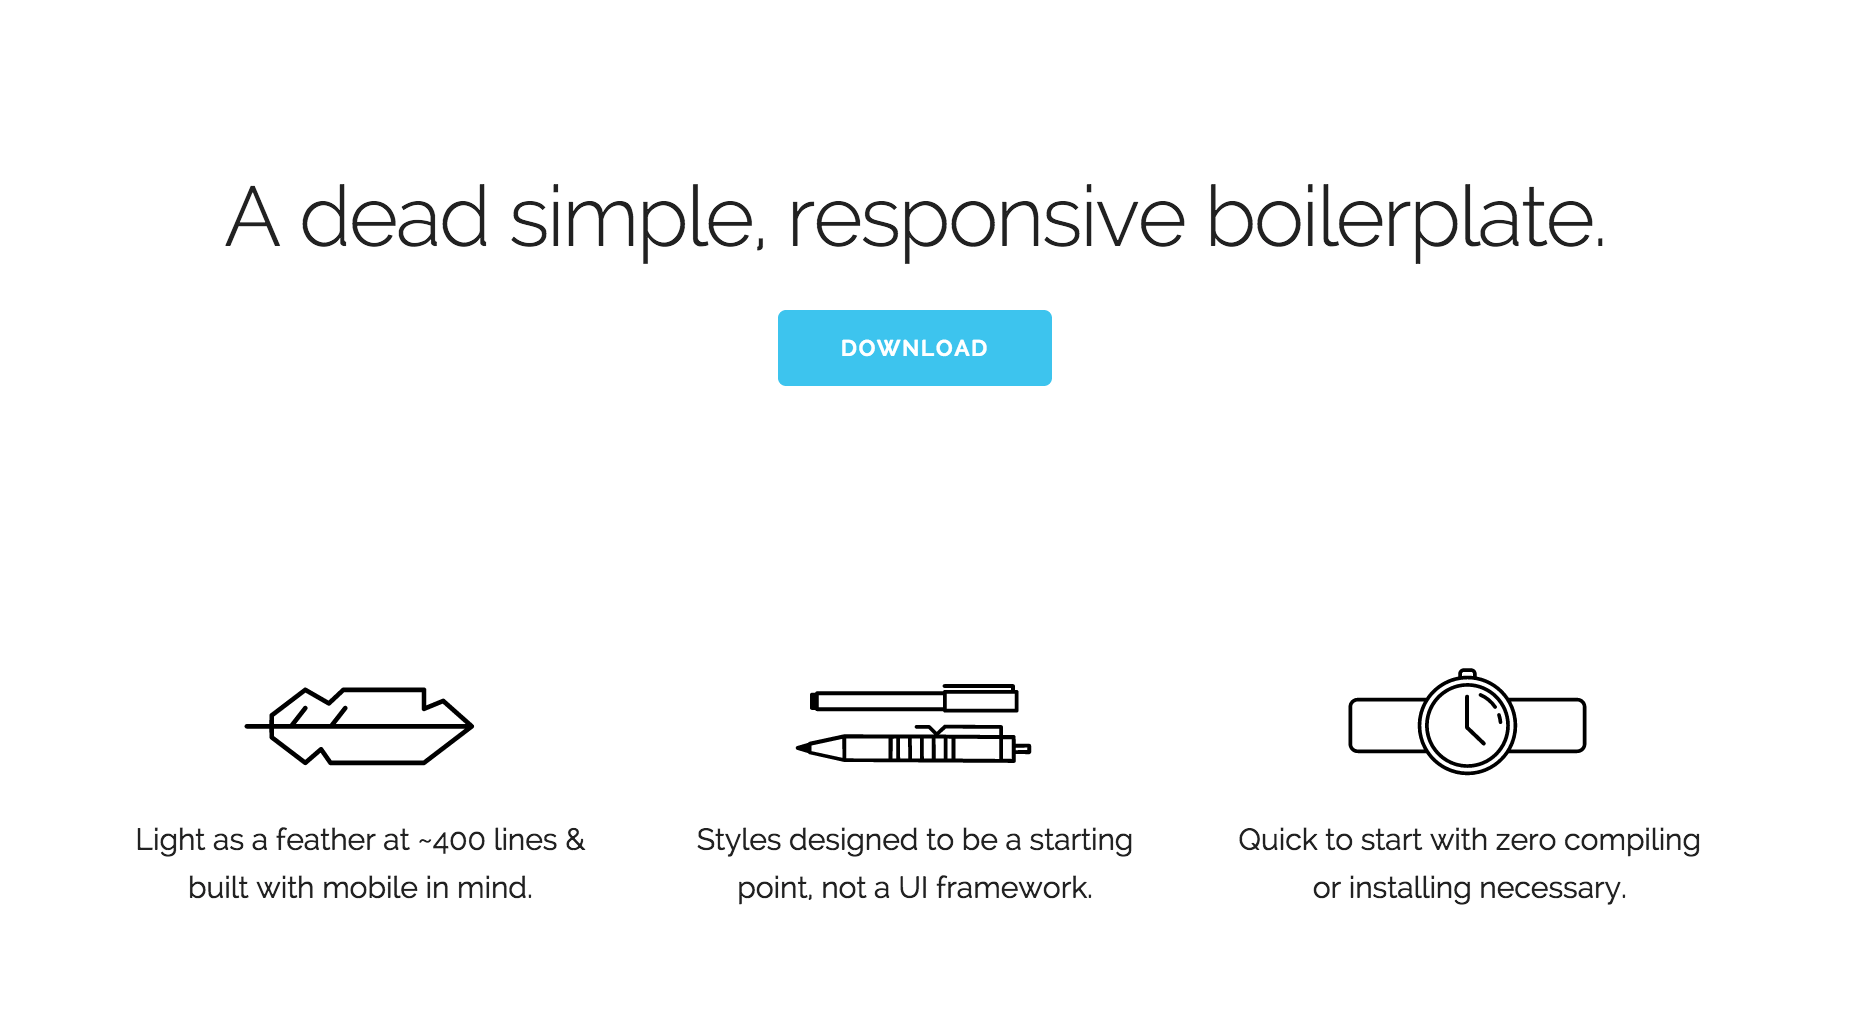 A dead simple, responsive boilerplate.
DOWNLOAD
Light as a feather at ~400 lines &
built with mobile in mind.
Styles designed to be a starting
point, not a UI framework.
Quick to start with zero compiling
or installing necessary.